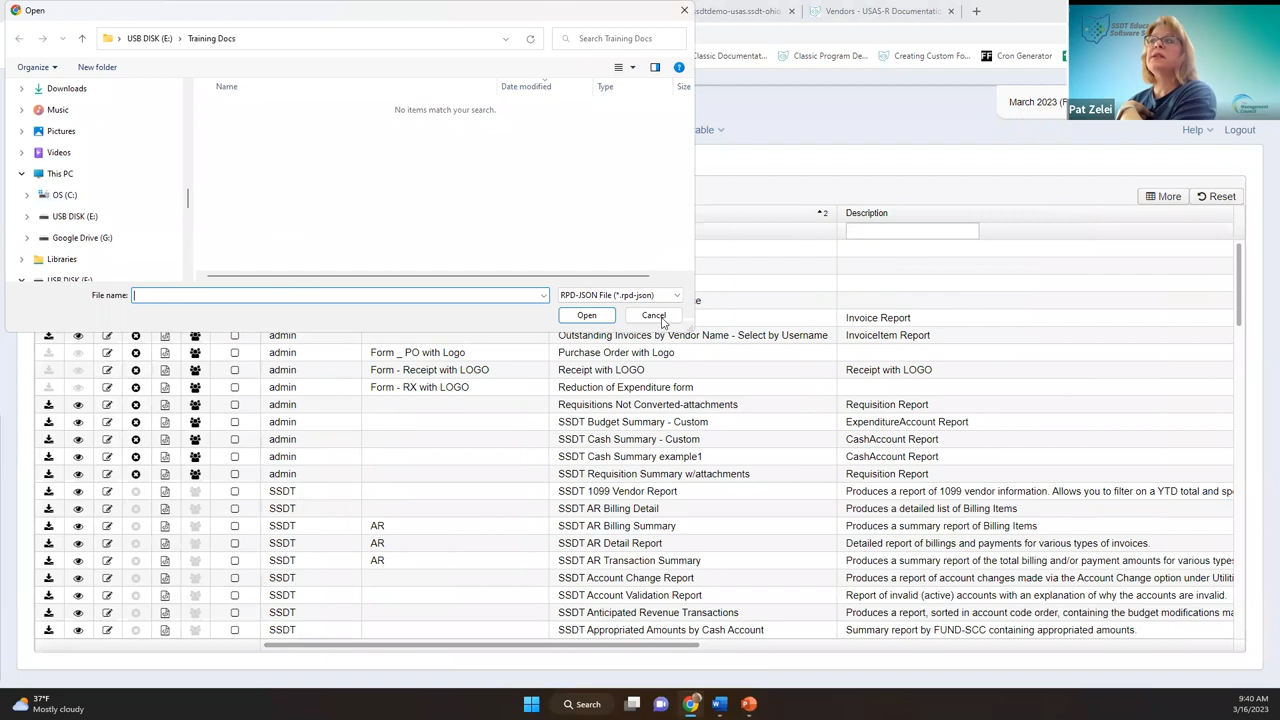 Open
ssdtdemo-usas.ssdt-ohio
Vendors - USAS-R Documentation
USB DISK (E:) Training Docs
Search Training Docs
Organize
New folder
Classic Documentat...
Classic Program De...
Creating Custom Fo...
FF Cron Generator
Downloads
Music
Pictures
Videos
This PC
OS (C:)
USB DISK (E:)
Google Drive (G:)
Libraries
USB DISK (E:)
Name
Date modified
Type
Size
No items match your search.
File name:
RPD-JSON File (*.rpd-json)
Open
Cancel
Pat Zelei
Management
Council
March 2023
Help
Logout
More
Reset
2
Description
Invoice Report
admin Outstanding Invoices by Vendor Name - Select by Username InvoiceItem Report
admin Form _ PO with Logo Purchase Order with Logo
admin Form - Receipt with LOGO Receipt with LOGO Receipt with LOGO
admin Form - RX with LOGO Reduction of Expenditure form
admin Requisitions Not Converted-attachments Requisition Report
admin SSDT Budget Summary - Custom ExpenditureAccount Report
admin SSDT Cash Summary - Custom CashAccount Report
admin SSDT Cash Summary example1 CashAccount Report
admin SSDT Requisition Summary w/attachments Requisition Report
SSDT SSDT 1099 Vendor Report Produces a report of 1099 vendor information. Allows you to filter on a YTD total and spe
SSDT SSDT AR Billing Detail Produces a detailed list of Billing Items
SSDT AR SSDT AR Billing Summary Produces a summary report of Billing Items
SSDT AR SSDT AR Detail Report Detailed report of billings and payments for various types of invoices.
SSDT AR SSDT AR Transaction Summary Produces a summary report of the total billing and/or payment amounts for various types
SSDT SSDT Account Change Report Produces a report of account changes made via the Account Change option under Utiliti
SSDT SSDT Account Validation Report Report of invalid (active) accounts with an explanation of why the accounts are invalid.
SSDT SSDT Anticipated Revenue Transactions Produces a report, sorted in account code order, containing the budget modifications ma
SSDT SSDT Appropriated Amounts by Cash Account Summary report by FUND-SCC containing appropriated amounts.
37°F
Mostly cloudy
Search
9:40 AM
3/16/2023